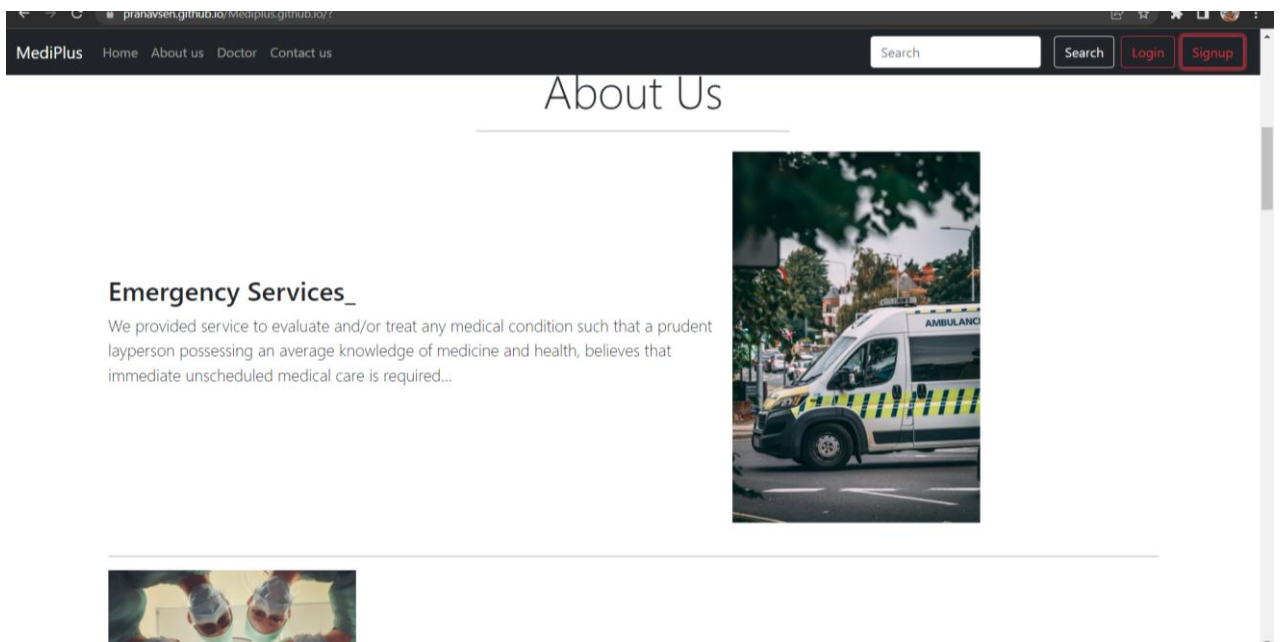 pranavsen.github.io/Mediplus.github.io/?
MediPlus Home About us Doctor Contact us Search Search Login Signup
About Us
Emergency Services_
We provided service to evaluate and/or treat any medical condition such that a prudent
layperson possessing an average knowledge of medicine and health, believes that
immediate unscheduled medical care is required...
AMBULANC